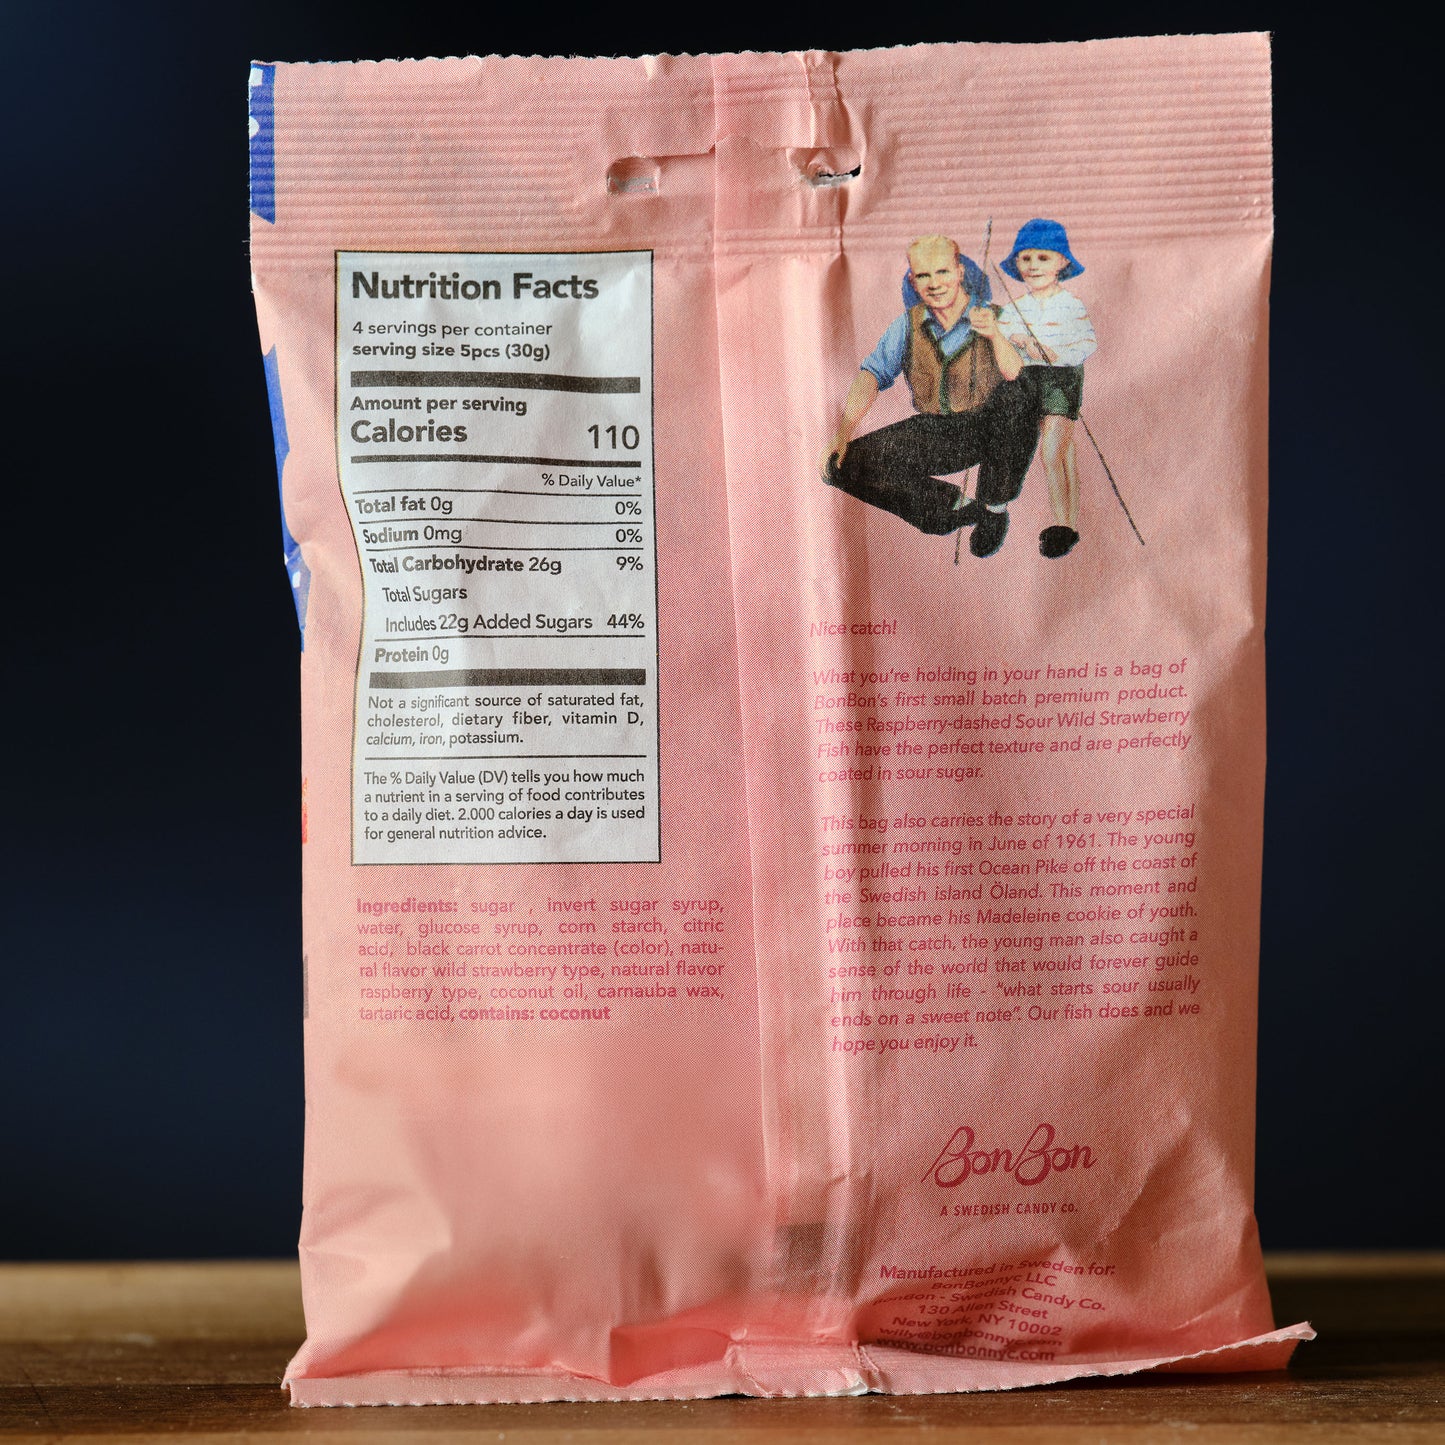 Nutrition Facts
4 servings per container
serving size 5pcs (30g)
Amount per serving
Calories 110
% Daily Value*
Total fat 0g 0%
Sodium 0mg 0%
Total Carbohydrate 26g 9%
Total Sugars
Includes 22g Added Sugars 44%
Protein 0g
Not a significant source of saturated fat,
cholesterol, dietary fiber, vitamin D,
calcium, iron, potassium.
The % Daily Value (DV) tells you how much
a nutrient in a serving of food contributes
to a daily diet. 2.000 calories a day is used
for general nutrition advice.
Ingredients: sugar , invert sugar syrup,
water, glucose syrup, corn starch, citric
acid, black carrot concentrate (color), natu-
ral flavor wild strawberry type, natural flavor
raspberry type, coconut oil, carnauba wax,
tartaric acid, contains: coconut
Nice catch!
What you're holding in your hand is a bag of
BonBon's first small batch premium product.
These Raspberry-dashed Sour Wild Strawberry
Fish have the perfect texture and are perfectly
coated in sour sugar.
This bag also carries the story of a very special
summer morning in June of 1961. The young
boy pulled his first Ocean Pike off the coast of
the Swedish island Öland. This moment and
place became his Madeleine cookie of youth.
With that catch, the young man also caught a
sense of the world that would forever guide
him through life - "what starts sour usually
ends on a sweet note". Our fish does and we
hope you enjoy it.
BonBon
A SWEDISH CANDY CO.
Manufactured in Sweden for:
BonBonnyc LLC
BonBon - Swedish Candy Co.
130 Allen Street
New York, NY 10002
willy@bonbonnyc.com
www.bonbonnyc.com